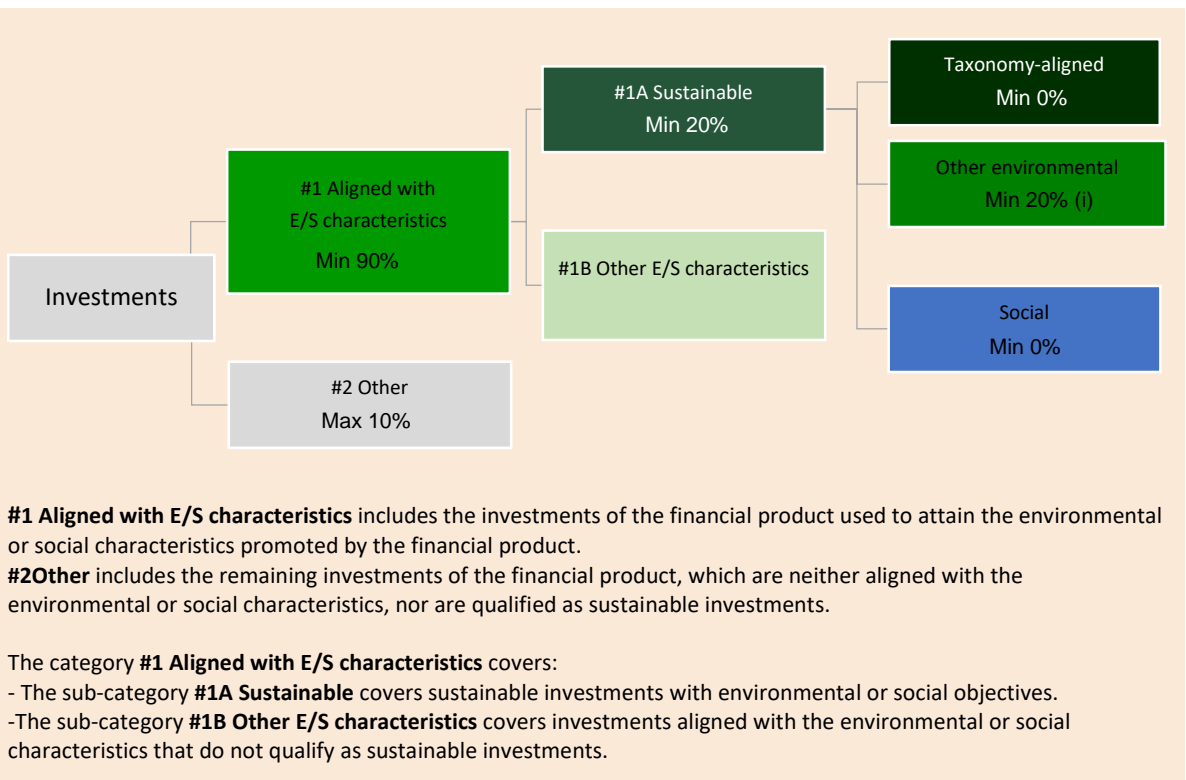 Investments
#1 Aligned with
E/S characteristics
Min 90%
#2 Other
Max 10%
#1A Sustainable
Min 20%
#1B Other E/S characteristics
Taxonomy-aligned
Min 0%
Other environmental
Min 20% (i)
Social
Min 0%
#1 Aligned with E/S characteristics includes the investments of the financial product used to attain the environmental
or social characteristics promoted by the financial product.
#2Other includes the remaining investments of the financial product, which are neither aligned with the
environmental or social characteristics, nor are qualified as sustainable investments.
The category #1 Aligned with E/S characteristics covers:
- The sub-category #1A Sustainable covers sustainable investments with environmental or social objectives.
-The sub-category #1B Other E/S characteristics covers investments aligned with the environmental or social
characteristics that do not qualify as sustainable investments.